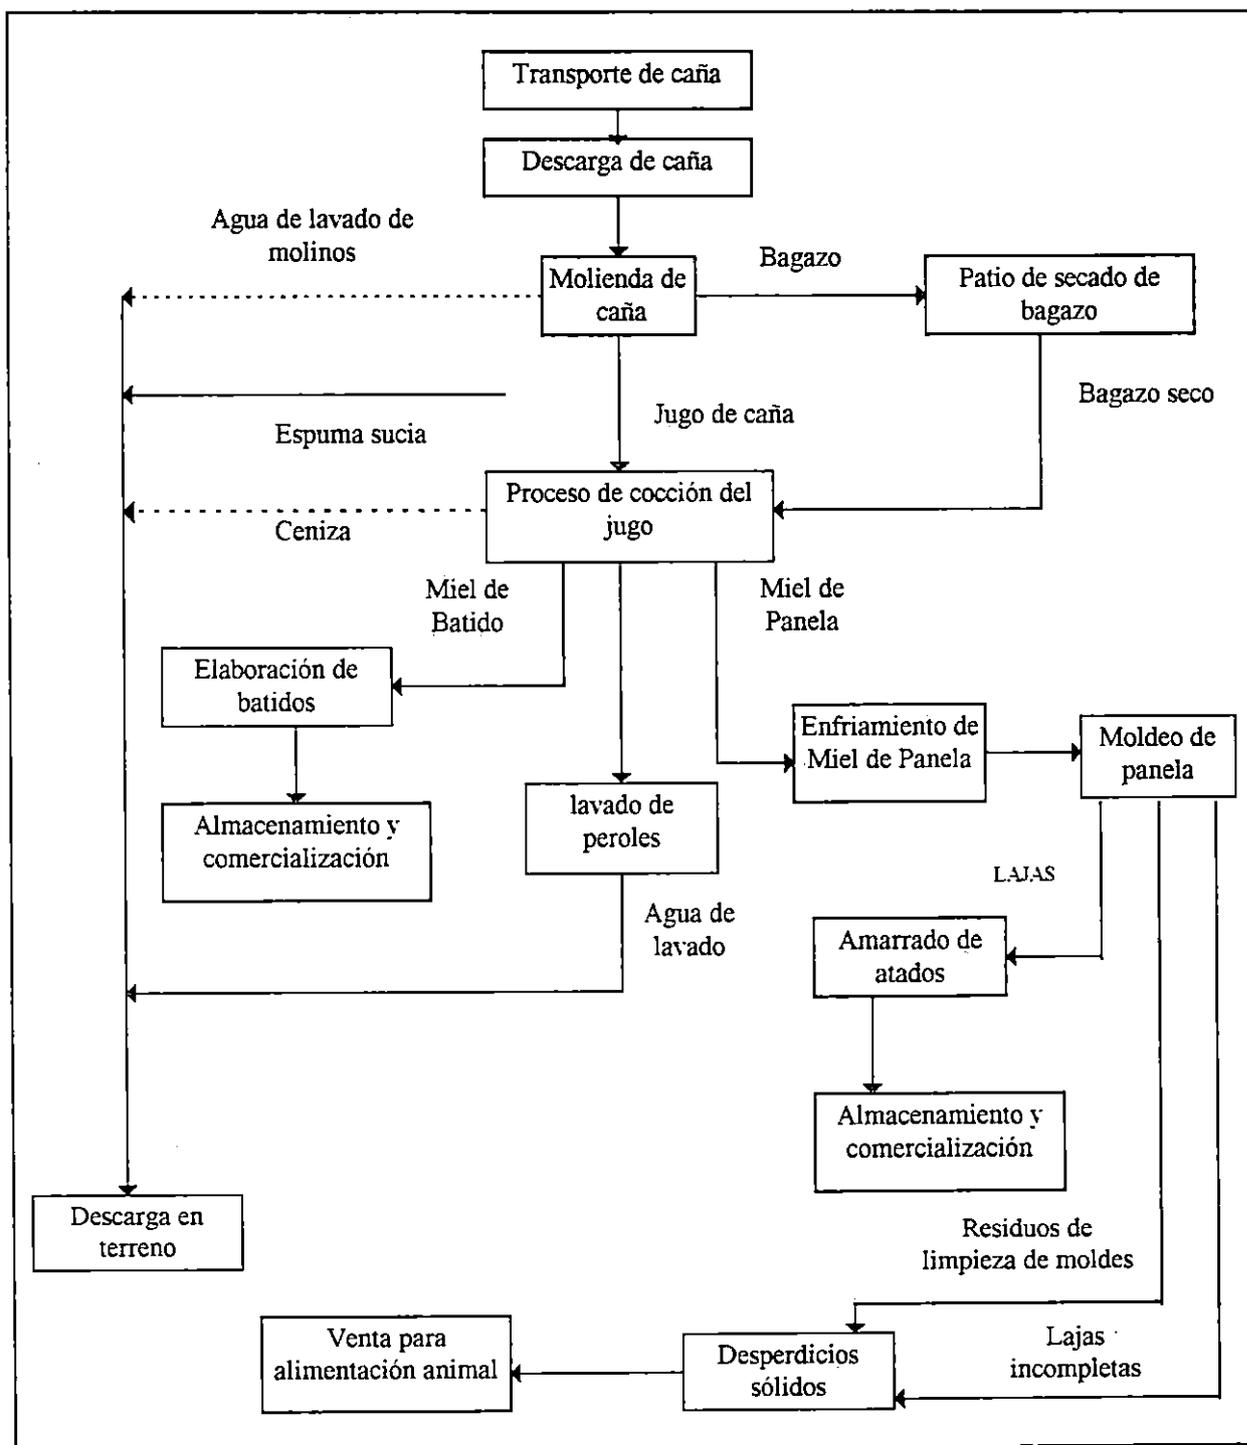 Transporte de caña
Descarga de caña
Agua de lavado de
molinos
Molienda de
caña
Bagazo
Patio de secado de
bagazo
Bagazo seco
Jugo de caña
Espuma sucia
Proceso de cocción del
jugo
Ceniza
Miel de
Batido
Miel de
Panela
Elaboración de
batidos
Enfriamiento de
Miel de Panela
Moldeo de
panela
Almacenamiento y
comercialización
lavado de
peroles
LAJAS
Agua de
lavado
Amarrado de
atados
Almacenamiento y
comercialización
Descarga en
terreno
Residuos de
limpieza de moldes
Venta para
alimentación animal
Desperdicios
sólidos
Lajas
incompletas